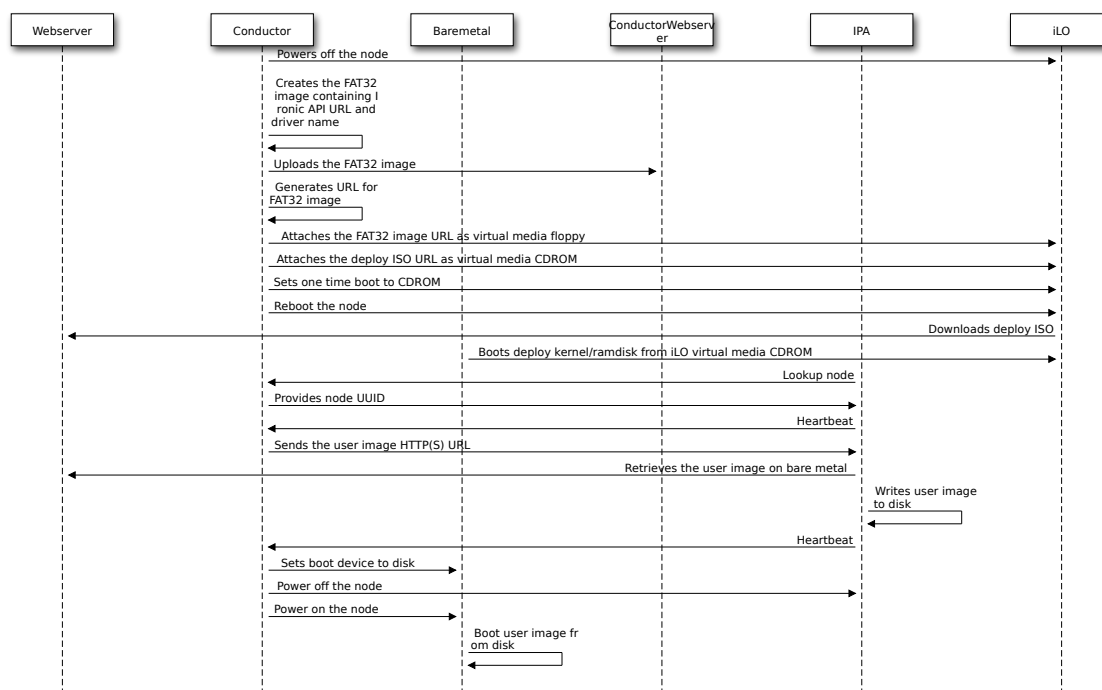 Webserver
Conductor
Baremetal
ConductorWebserv
er
IPA
iLO
Powers off the node
Creates the FAT32
image containing I
ronic API URL and
driver name
Uploads the FAT32 image
Generates URL for
FAT32 image
Attaches the FAT32 image URL as virtual media floppy
Attaches the deploy ISO URL as virtual media CDROM
Sets one time boot to CDROM
Reboot the node
Downloads deploy ISO
Boots deploy kernel/ramdisk from iLO virtual media CDROM
Lookup node
Provides node UUID
Heartbeat
Sends the user image HTTP(S) URL
Retrieves the user image on bare metal
Writes user image
to disk
Heartbeat
Sets boot device to disk
Power off the node
Power on the node
Boot user image fr
om disk